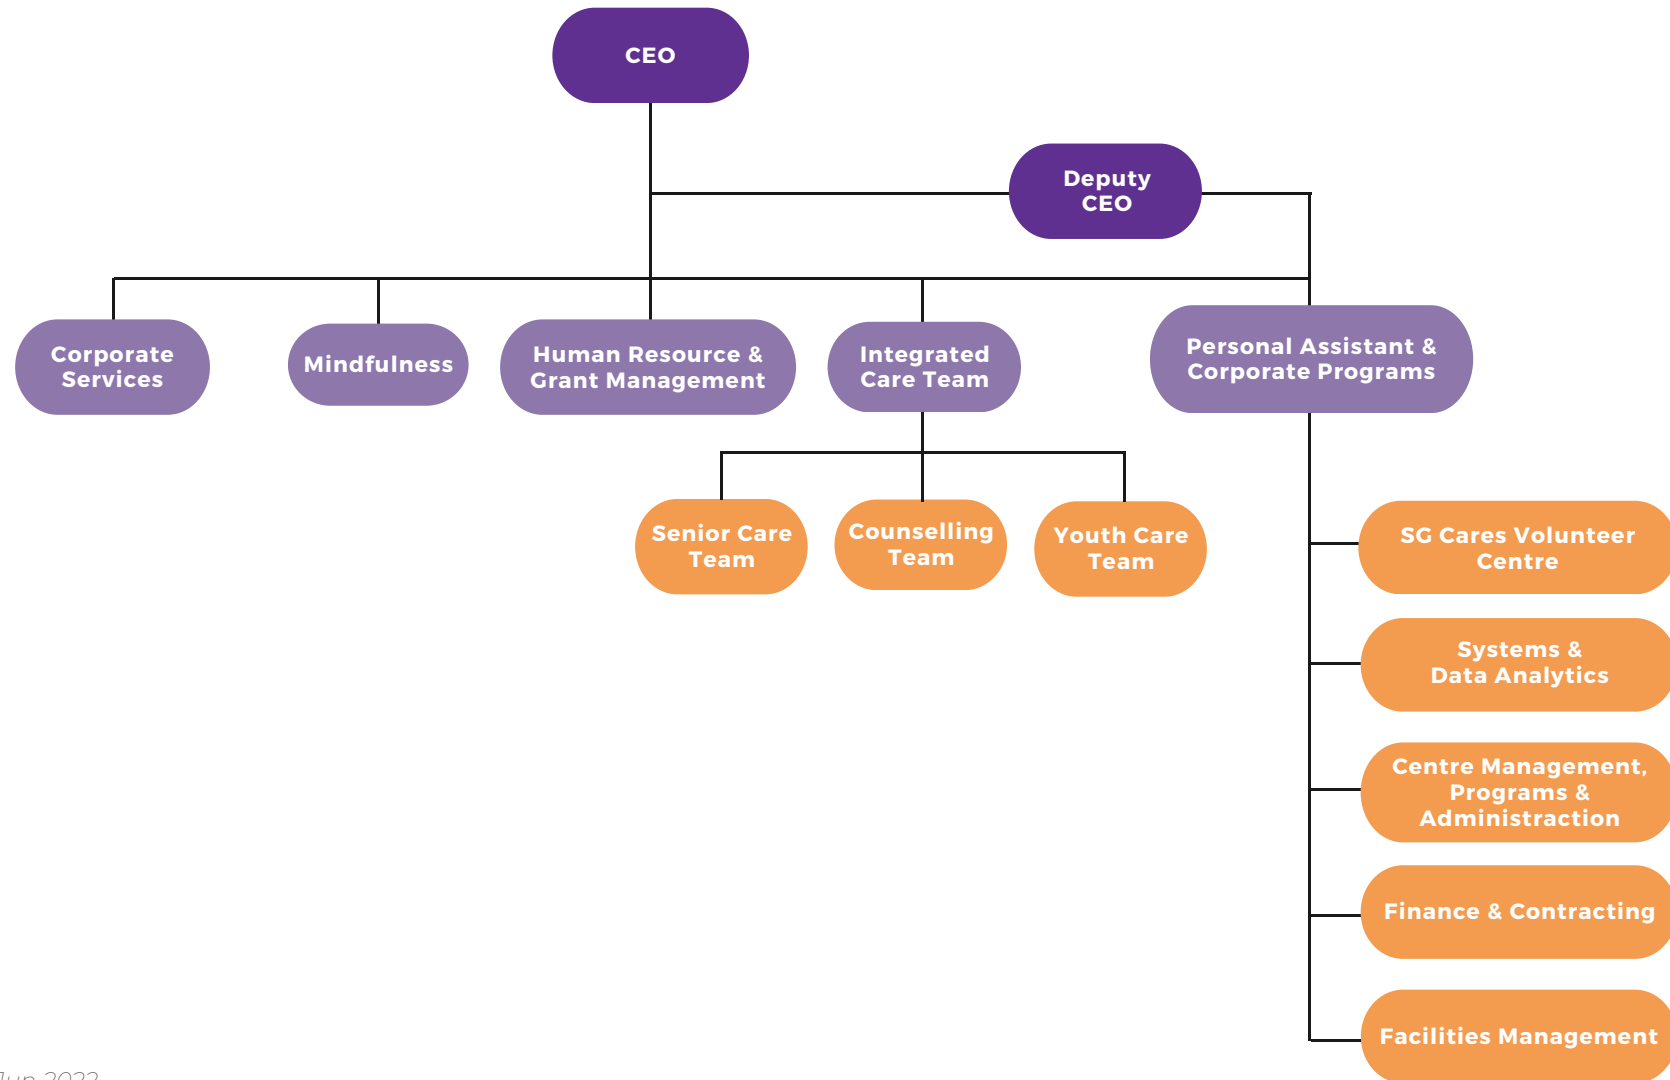 CEO
Deputy
CEO
Corporate
Services
Mindfulness
Human Resource &
Grant Management
Integrated
Care Team
Personal Assistant &
Corporate Programs
Senior Care
Team
Counselling
Team
Youth Care
Team
SG Cares Volunteer
Centre
Systems &
Data Analytics
Centre Management,
Programs &
Administraction
Finance & Contracting
Facilities Management
Jun 2022